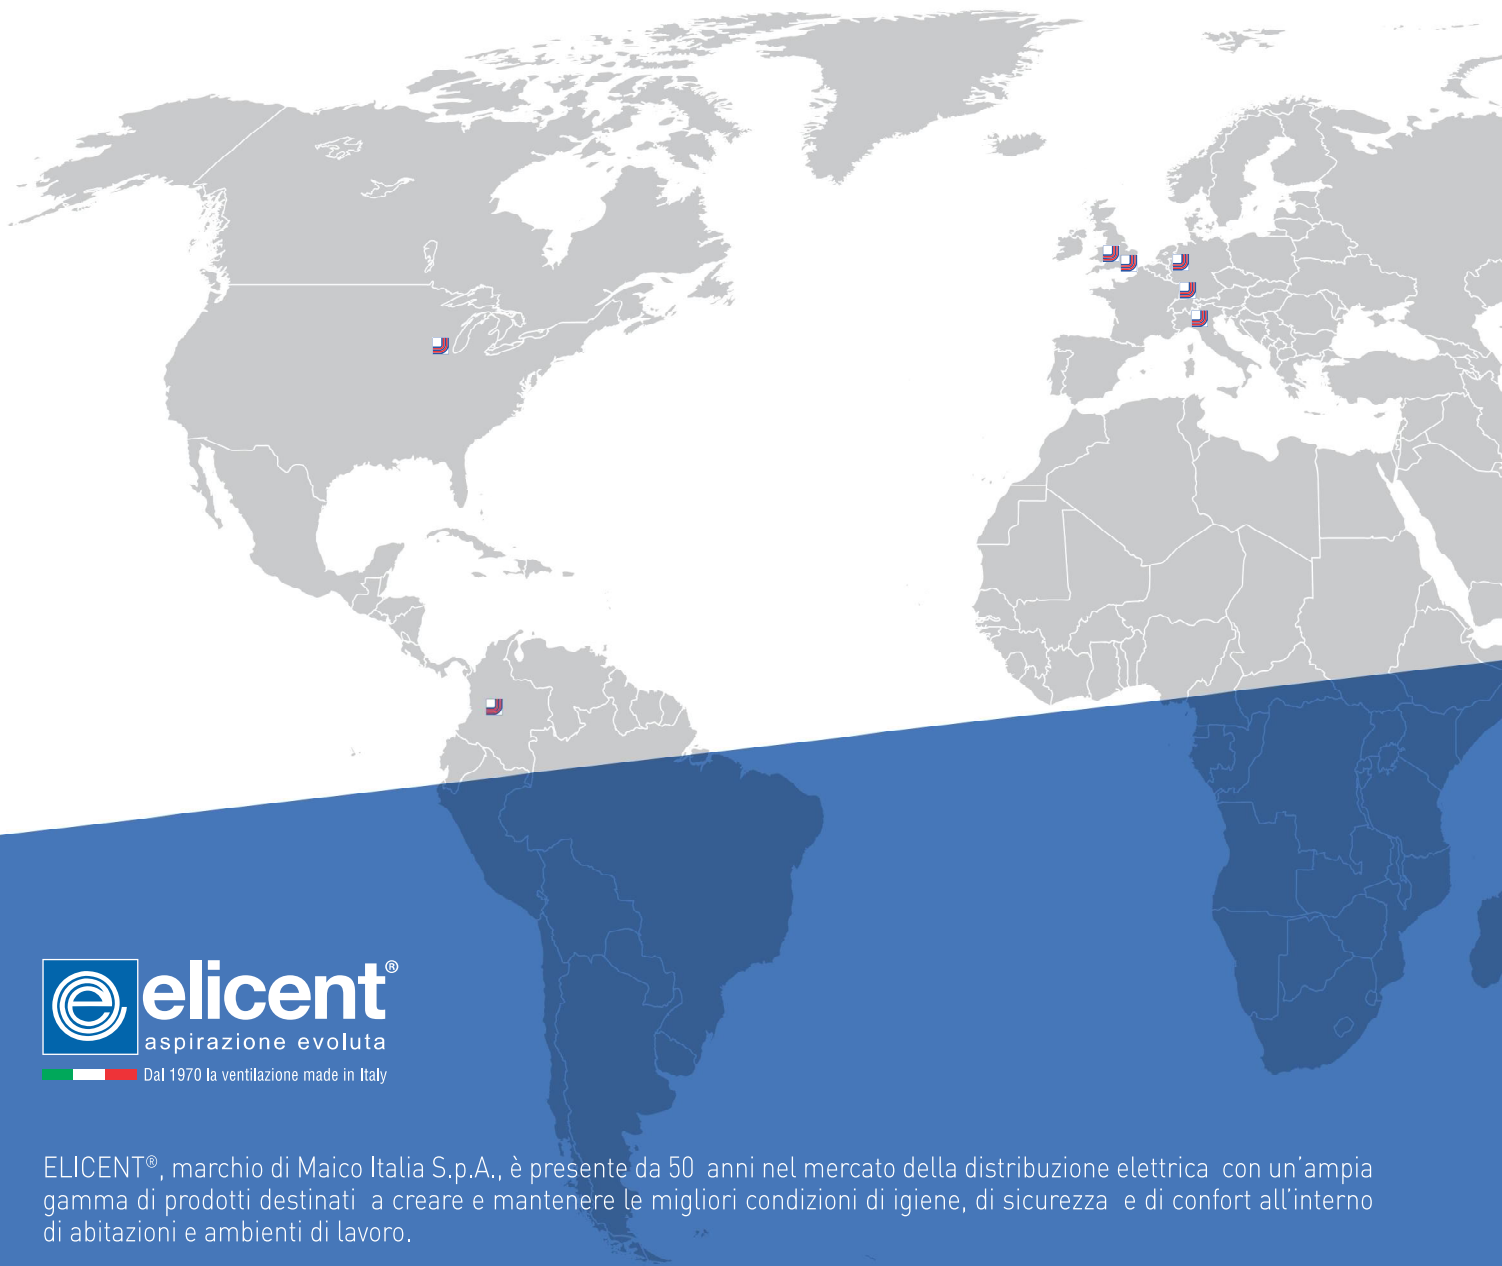 elicent®
aspirazione evoluta
Dal 1970 la ventilazione made in Italy
ELICENT®, marchio di Maico Italia S.p.A., è presente da 50 anni nel mercato della distribuzione elettrica con un'ampia
gamma di prodotti destinati a creare e mantenere le migliori condizioni di igiene, di sicurezza e di confort all'interno
di abitazioni e ambienti di lavoro.